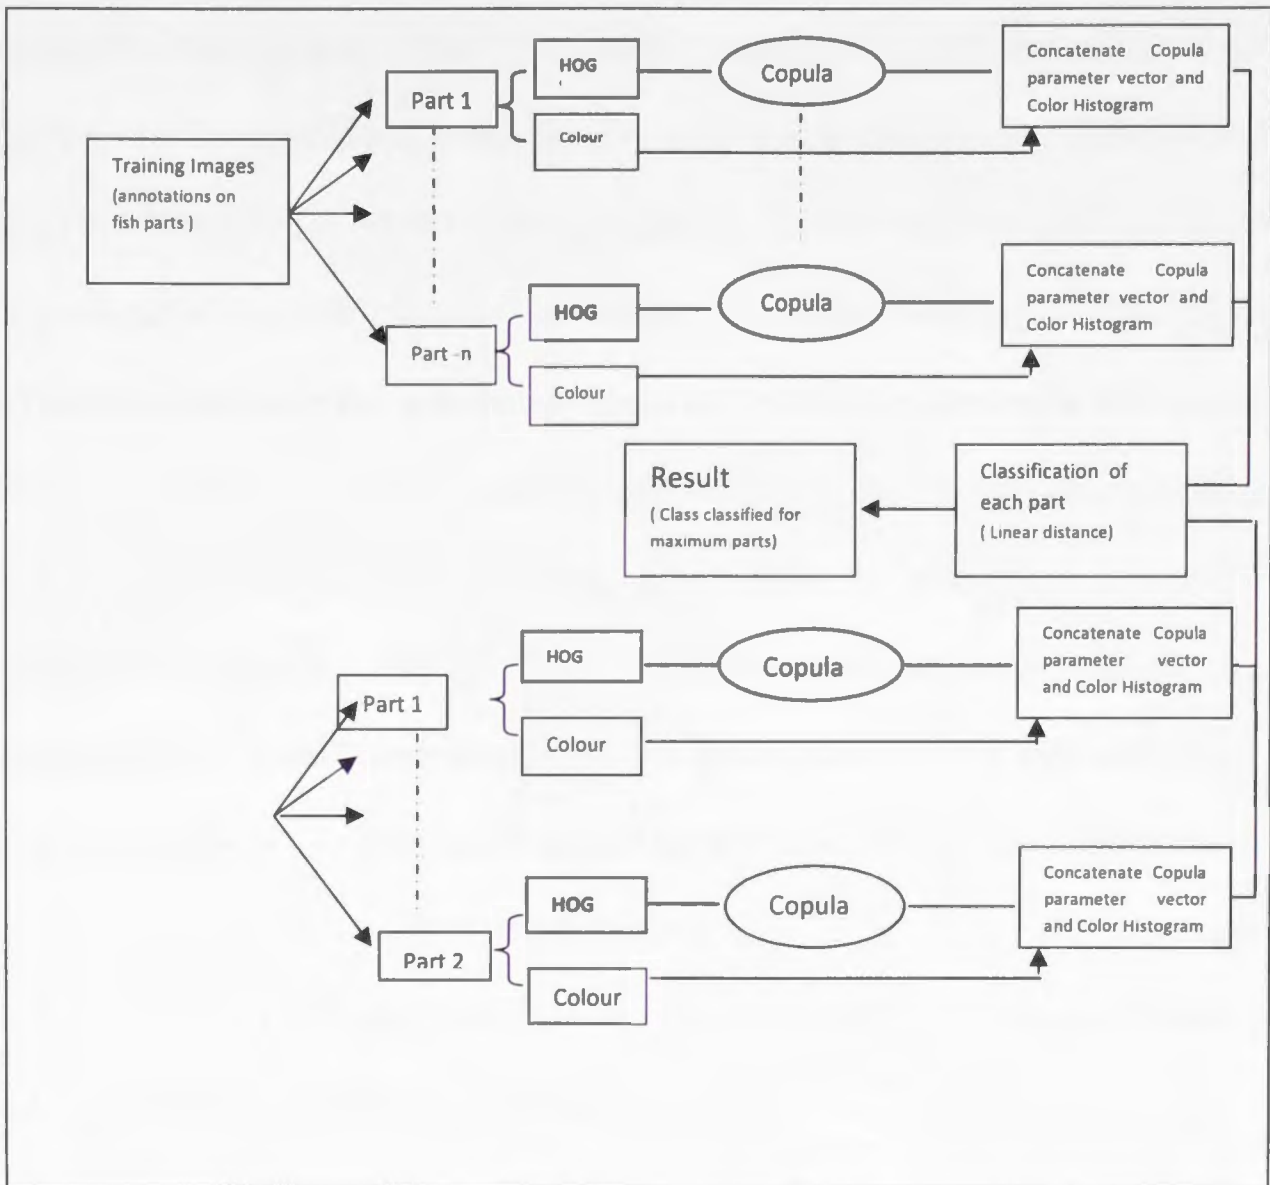 HOG
Copula
Concatenate Copula
parameter vector and
Color Histogram
Part 1
Colour
Training Images
(annotations on
fish parts )
HOG
Copula
Concatenate Copula
parameter vector and
Color Histogram
Part -n
Colour
Result
( Class classified for
maximum parts)
Classification of
each part
( Linear distance)
HOG
Copula
Concatenate Copula
parameter vector
and Color Histogram
Part 1
Colour
HOG
Copula
Concatenate Copula
parameter vector
and Color Histogram
Part 2
Colour